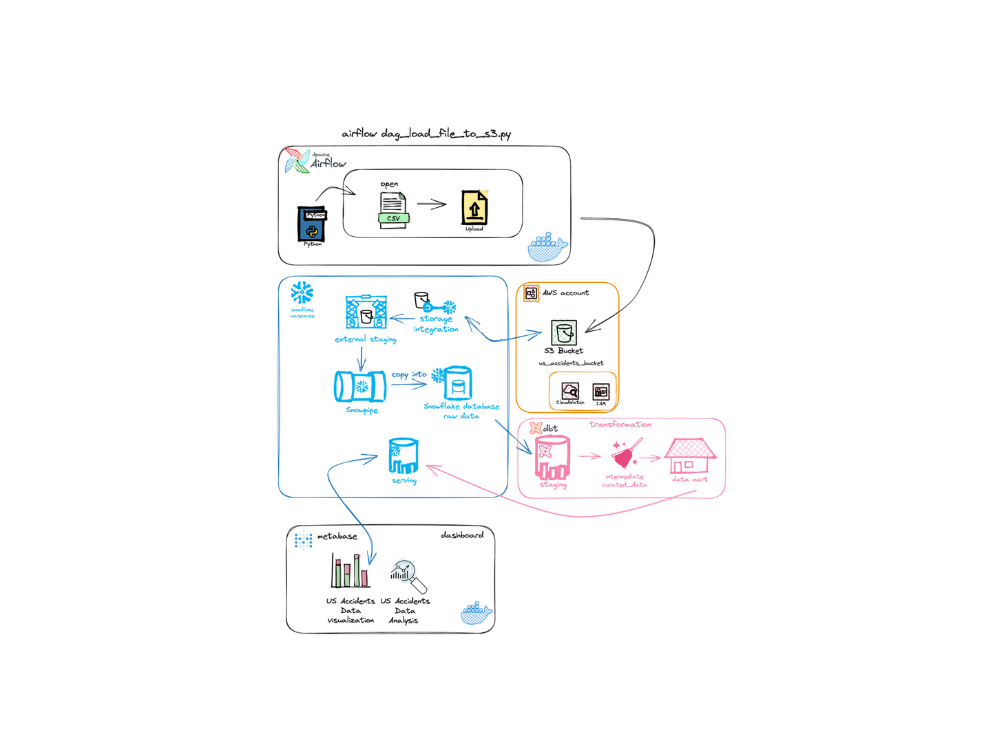 airflow dag_load_file_to_s3.py
Apache
Airflow
open
CSV
Python
Python
Upload
snowflake
warehouse
storage
integration
external staging
AWS account
S3 Bucket
us_accidents_bucket
CloudWatch
IAM
copy into
Snowpipe
Snowflake database
raw data
serving
dbt
transformation
staging
intermediate
curated_data
data mart
metabase
dashboard
US Accidents
Data
visualization
US Accidents
Data
Analysis